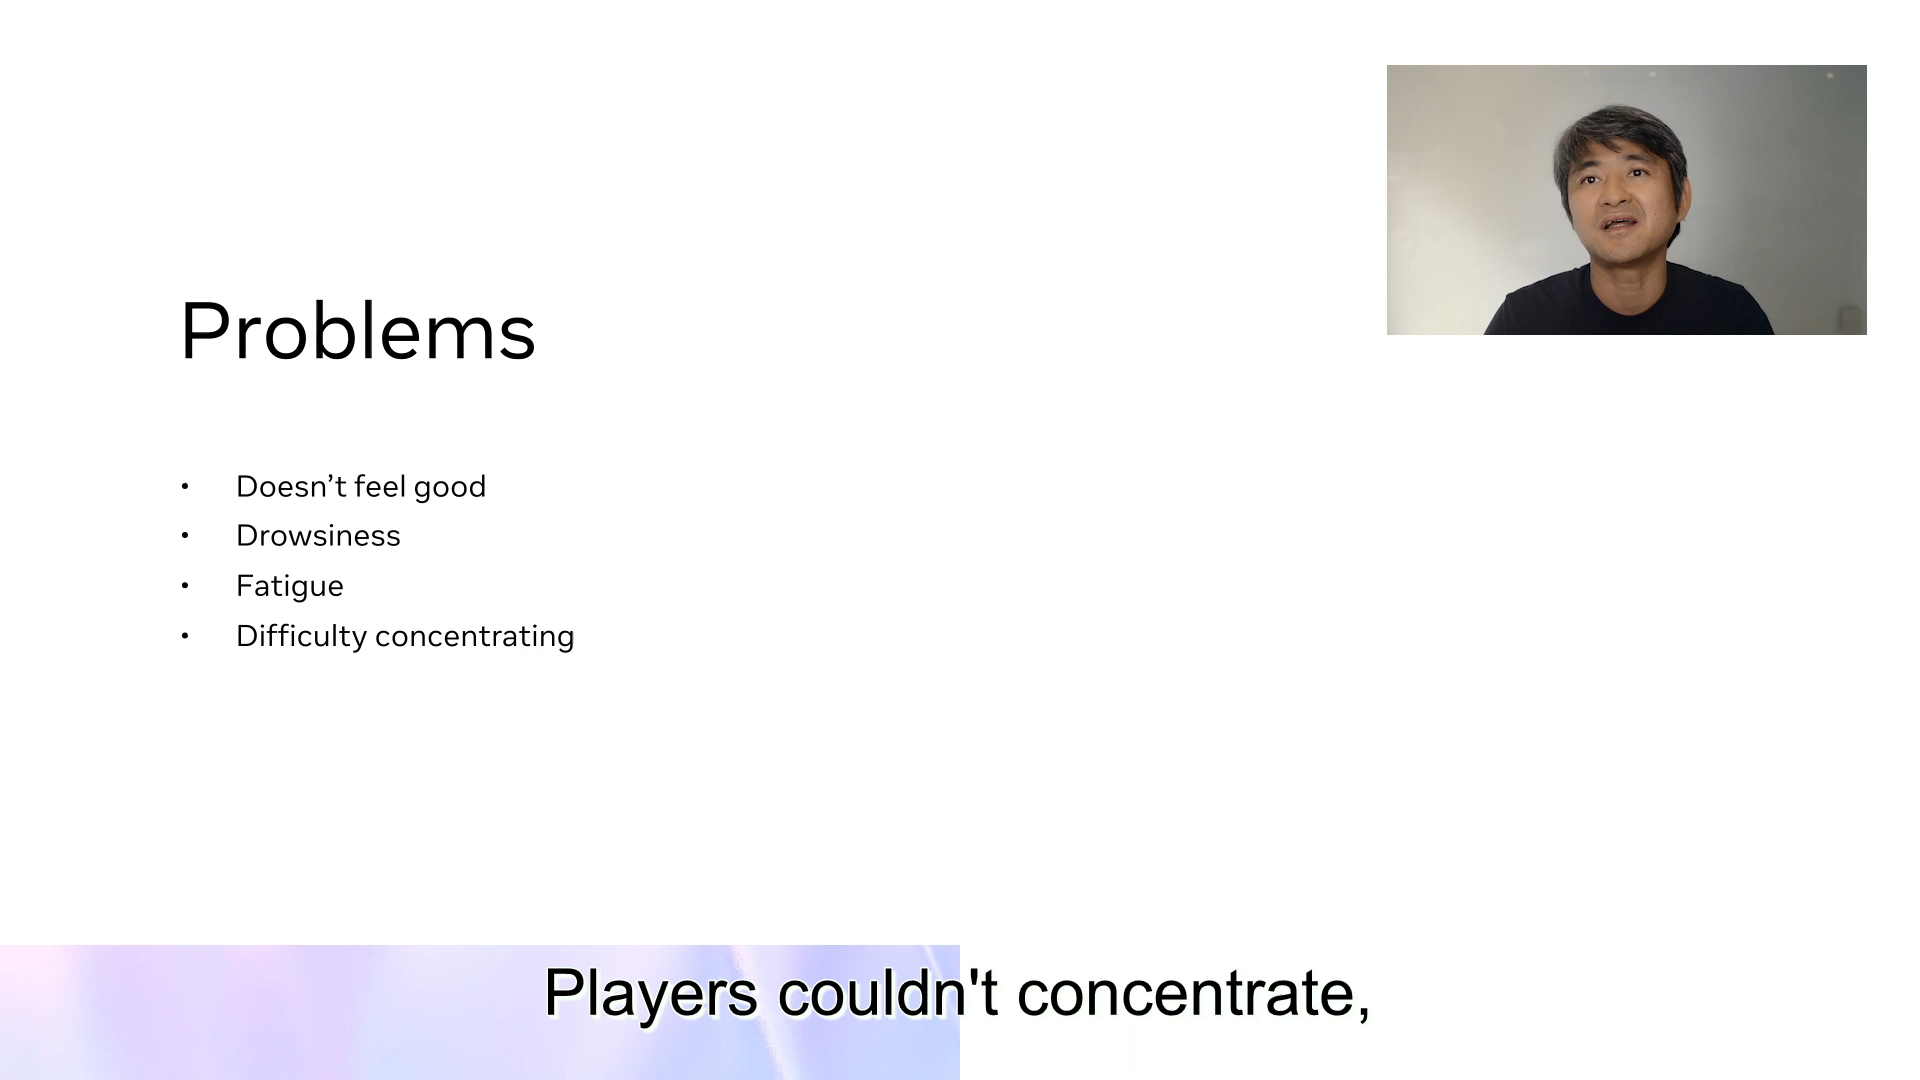 Problems
• Doesn’t feel good
• Drowsiness
• Fatigue
• Difficulty concentrating
Players couldn't concentrate,